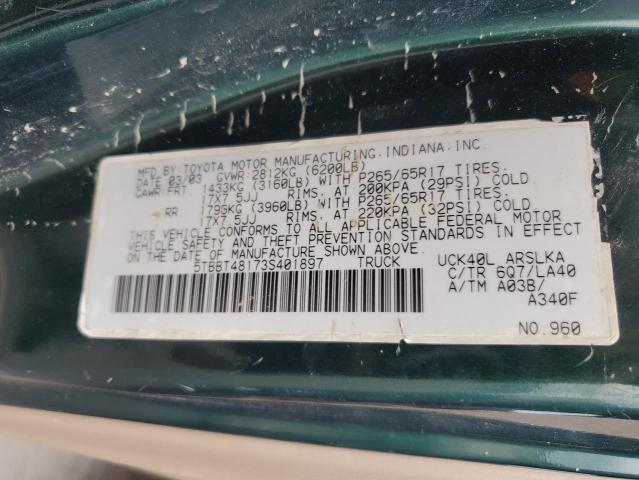 MFD.BY:TOYOTA MOTOR MANUFACTURING.INDIANA.INC.
DATE 03/03 GVWR:2812KG (6200LB)
GAWR FRT 1433KG (3160LB) WITH P265/65R17 TIRES.
17X7.5JJ RIMS. AT 200KPA (29PSI) COLD
RR 1796KG (3960LB) WITH P265/65R17 TIRES.
17X7.5JJ RIMS. AT 220KPA (32PSI) COLD
THIS VEHICLE CONFORMS TO ALL APPLICABLE FEDERAL MOTOR
VEHICLE SAFETY AND THEFT PREVENTION STANDARDS IN EFFECT
ON THE DATE OF MANUFACTURE SHOWN ABOVE.
5TBBT48173S401897 TRUCK
UCK40L ARSLKA
C/TR 6Q7/LA40
A/TM A03B/
A340F
NO.960